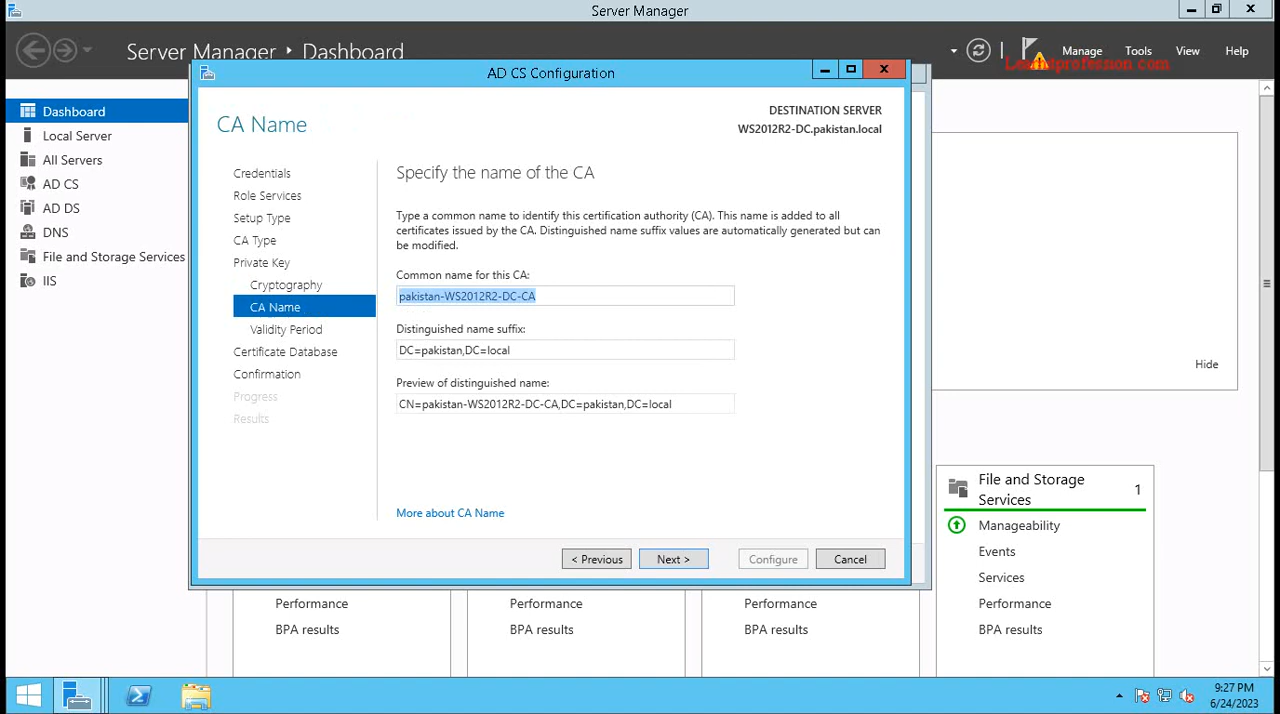 Server Manager
Server Manager ‣ Dashboard
Manage Tools View Help
Learnitprofession.com
Dashboard
Local Server
All Servers
AD CS
AD DS
DNS
File and Storage Services
IIS
AD CS Configuration
CA Name
DESTINATION SERVER
WS2012R2-DC.pakistan.local
Credentials
Role Services
Setup Type
CA Type
Private Key
Cryptography
CA Name
Validity Period
Certificate Database
Confirmation
Progress
Results
Specify the name of the CA
Type a common name to identify this certification authority (CA). This name is added to all
certificates issued by the CA. Distinguished name suffix values are automatically generated but can
be modified.
Common name for this CA:
pakistan-WS2012R2-DC-CA
Distinguished name suffix:
DC=pakistan,DC=local
Preview of distinguished name:
CN=pakistan-WS2012R2-DC-CA,DC=pakistan,DC=local
More about CA Name
< Previous Next > Configure Cancel
Hide
File and Storage
Services 1
Manageability
Events
Services
Performance
BPA results
Performance
BPA results
Performance
BPA results
Performance
BPA results
9:27 PM
6/24/2023